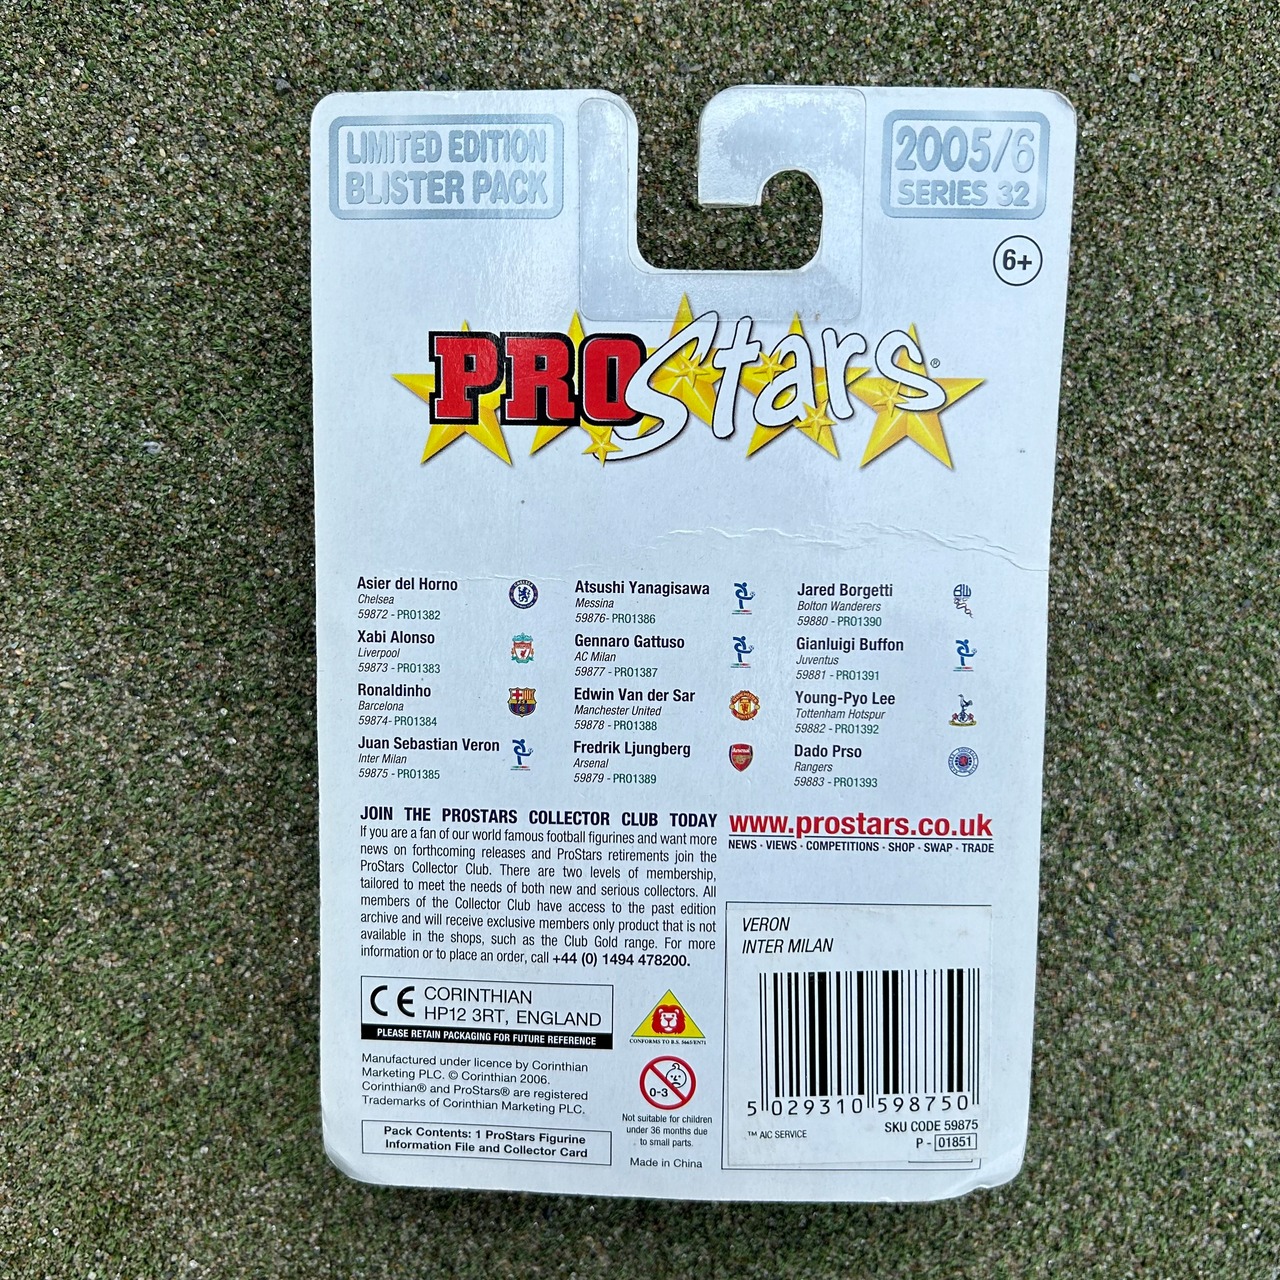 LIMITED EDITION
BLISTER PACK
2005/6
SERIES 32
6+
PROStars®
Asier del Horno
Chelsea
59872 - PRO1382
Xabi Alonso
Liverpool
59873 - PRO1383
Ronaldinho
Barcelona
59874- PRO1384
Juan Sebastian Veron
Inter Milan
59875 - PRO1385
Atsushi Yanagisawa
Messina
59876- PRO1386
Gennaro Gattuso
AC Milan
59877 - PRO1387
Edwin Van der Sar
Manchester United
59878 - PRO1388
Fredrik Ljungberg
Arsenal
59879 - PRO1389
Jared Borgetti
Bolton Wanderers
59880 - PRO1390
Gianluigi Buffon
Juventus
59881 - PRO1391
Young-Pyo Lee
Tottenham Hotspur
59882 - PRO1392
Dado Prso
Rangers
59883 - PRO1393
JOIN THE PROSTARS COLLECTOR CLUB TODAY
If you are a fan of our world famous football figurines and want more
news on forthcoming releases and ProStars retirements join the
ProStars Collector Club. There are two levels of membership,
tailored to meet the needs of both new and serious collectors. All
members of the Collector Club have access to the past edition
archive and will receive exclusive members only product that is not
available in the shops, such as the Club Gold range. For more
information or to place an order, call +44 (0) 1494 478200.
www.prostars.co.uk
NEWS - VIEWS - COMPETITIONS - SHOP - SWAP - TRADE
CE CORINTHIAN
HP12 3RT, ENGLAND
PLEASE RETAIN PACKAGING FOR FUTURE REFERENCE
Manufactured under licence by Corinthian
Marketing PLC. © Corinthian 2006.
Corinthian® and ProStars® are registered
Trademarks of Corinthian Marketing PLC.
Pack Contents: 1 ProStars Figurine
Information File and Collector Card
CONFORMS TO B.S. 5665/EN71
0-3
Not suitable for children
under 36 months due
to small parts.
Made in China
VERON
INTER MILAN
5 029310 598750
SKU CODE 59875
™ AIC SERVICE
P - 01851